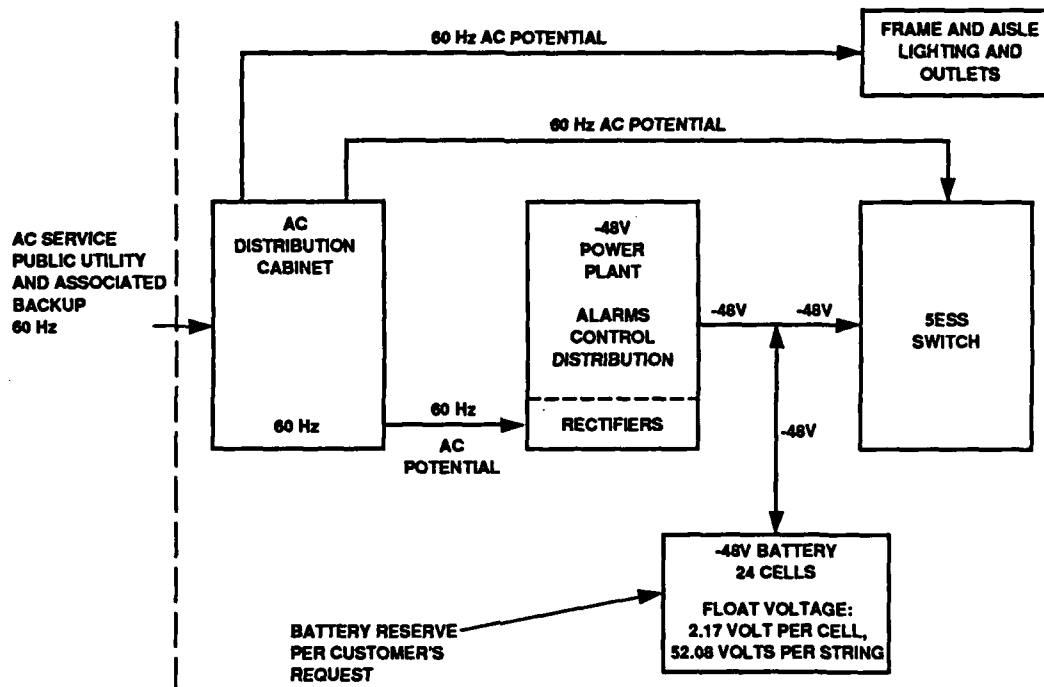 60 Hz AC POTENTIAL
FRAME AND AISLE
LIGHTING AND
OUTLETS
60 Hz AC POTENTIAL
AC SERVICE
PUBLIC UTILITY
AND ASSOCIATED
BACKUP
60 Hz
AC
DISTRIBUTION
CABINET
60 Hz
60 Hz
AC
POTENTIAL
-48V
POWER
PLANT
ALARMS
CONTROL
DISTRIBUTION
RECTIFIERS
-48V
-48V
5ESS
SWITCH
-48V
-48V BATTERY
24 CELLS
FLOAT VOLTAGE:
2.17 VOLT PER CELL,
52.08 VOLTS PER STRING
BATTERY RESERVE
PER CUSTOMER'S
REQUEST